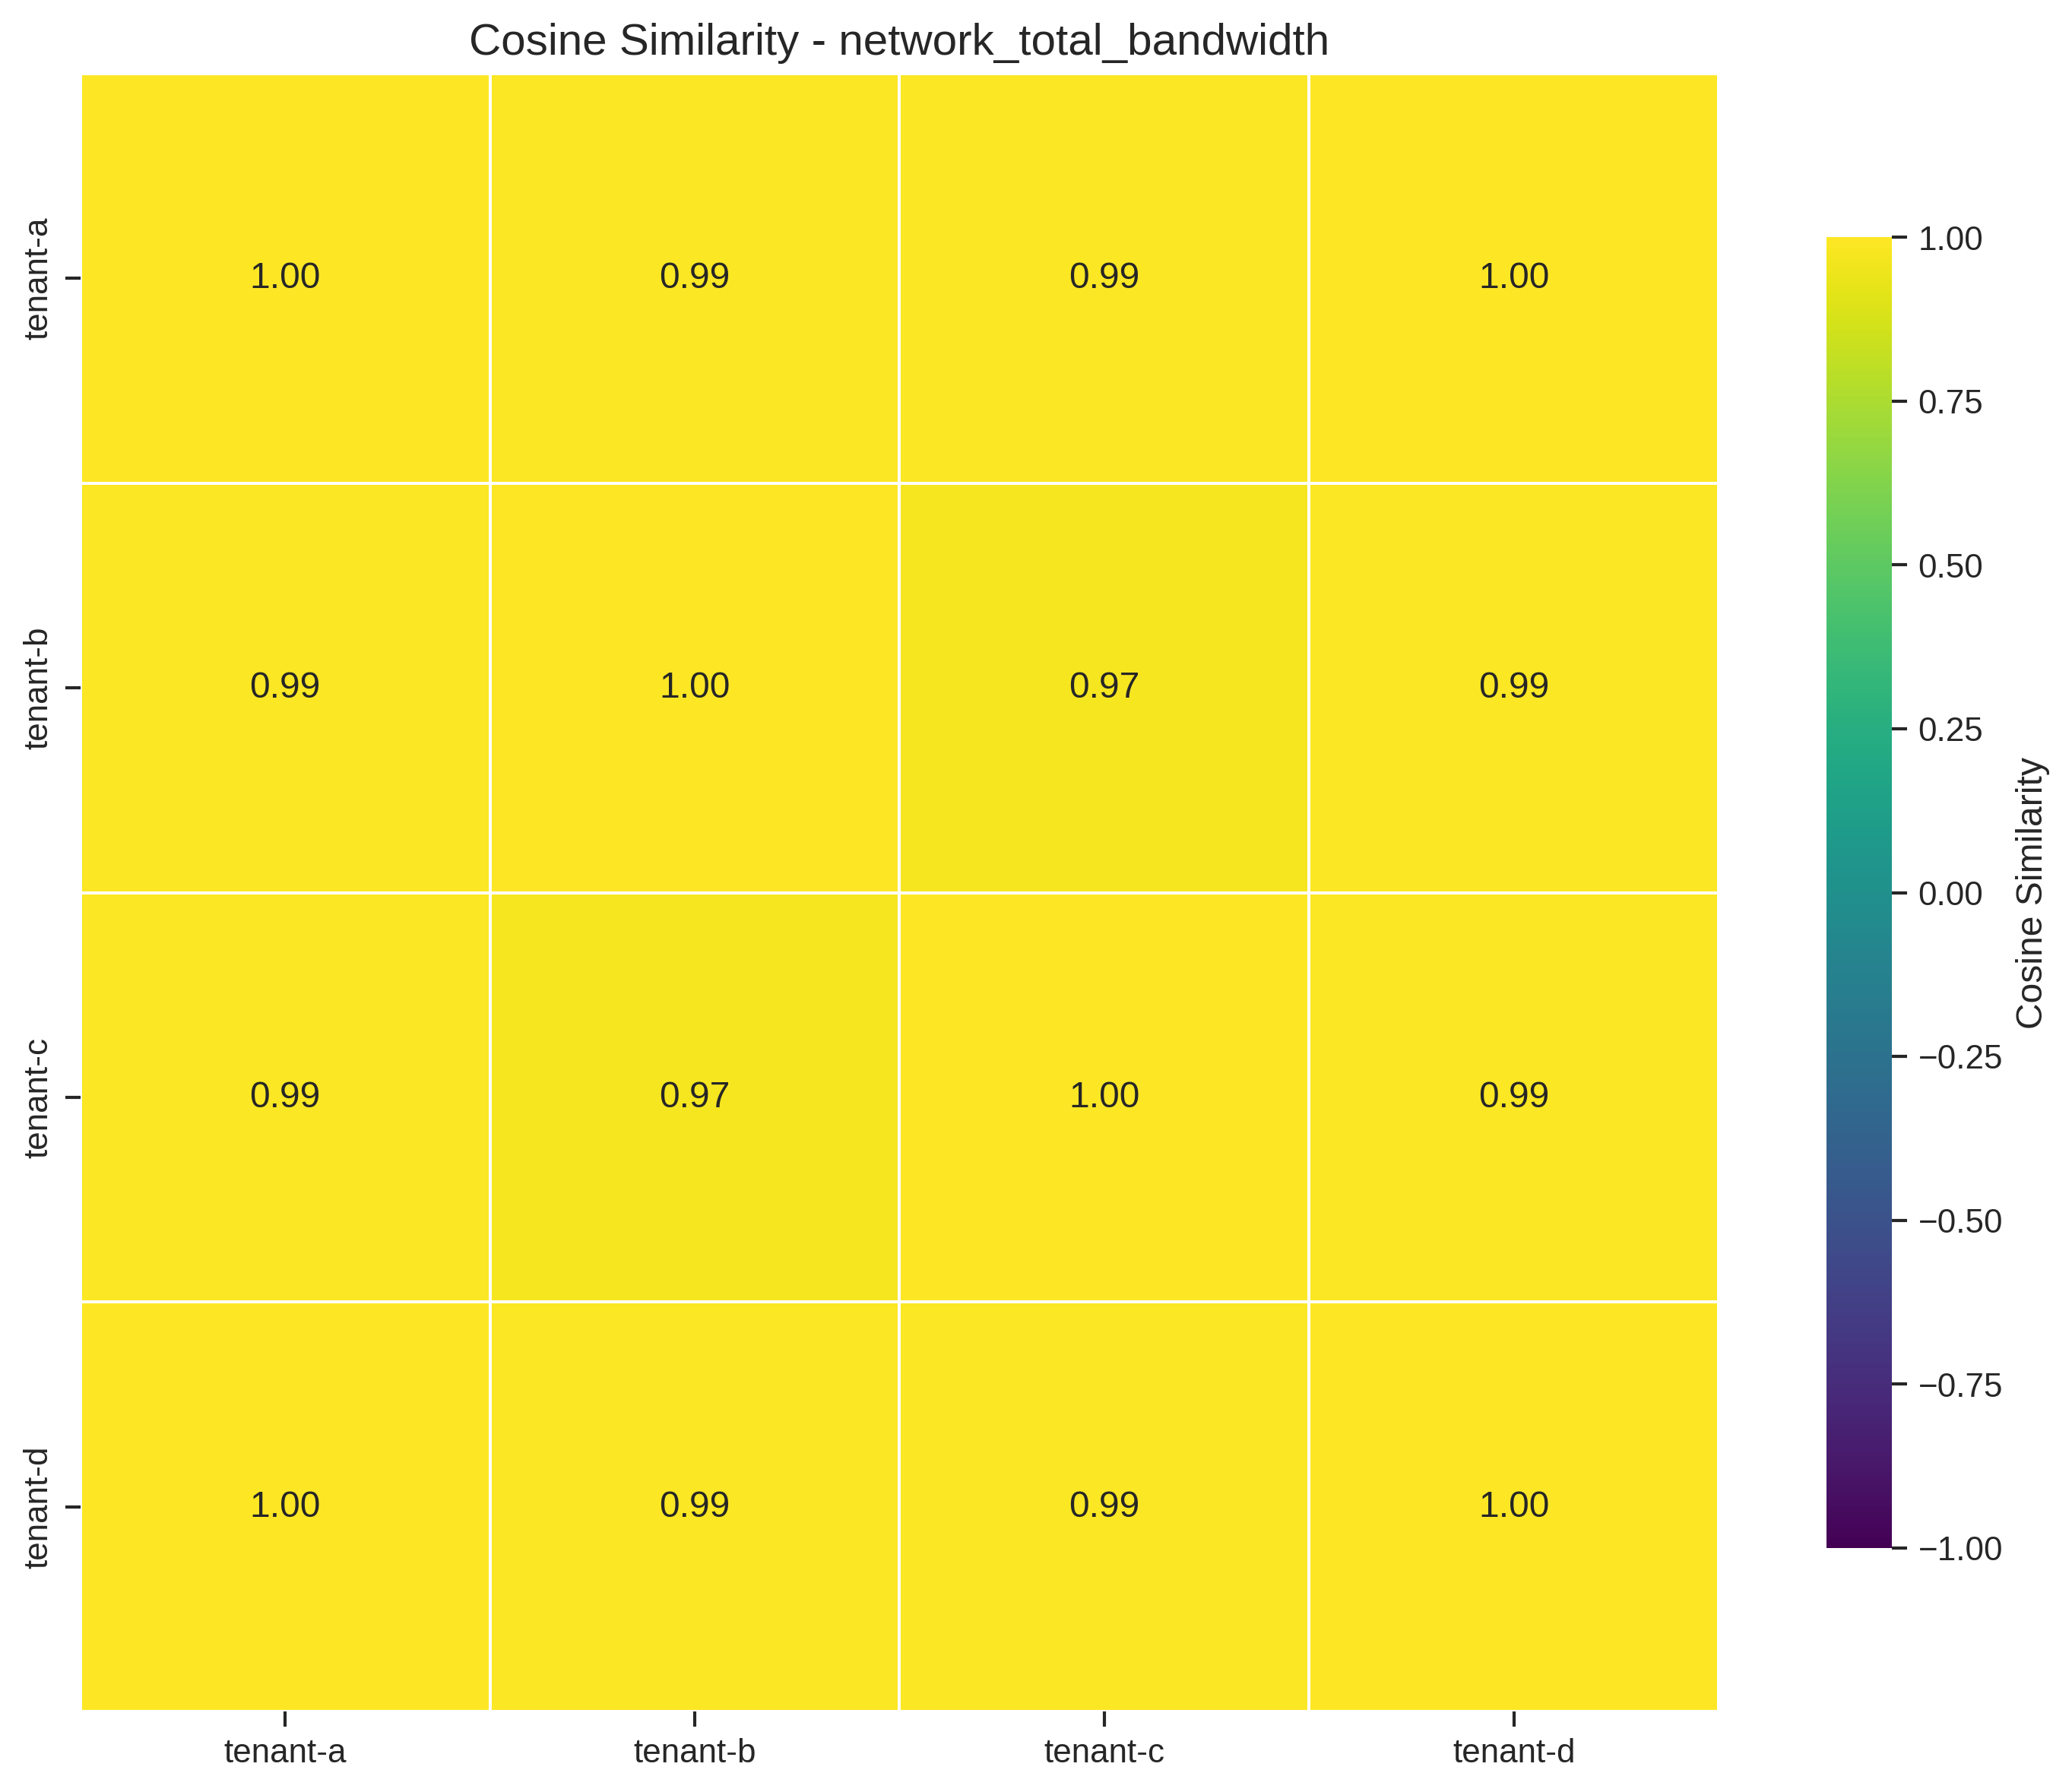 Cosine Similarity - network_total_bandwidth
tenant-a
1.00 0.99 0.99 1.00
tenant-b
0.99 1.00 0.97 0.99
tenant-c
0.99 0.97 1.00 0.99
tenant-d
1.00 0.99 0.99 1.00
tenant-a tenant-b tenant-c tenant-d
1.00
0.75
0.50
0.25
0.00
−0.25
−0.50
−0.75
−1.00
Cosine Similarity